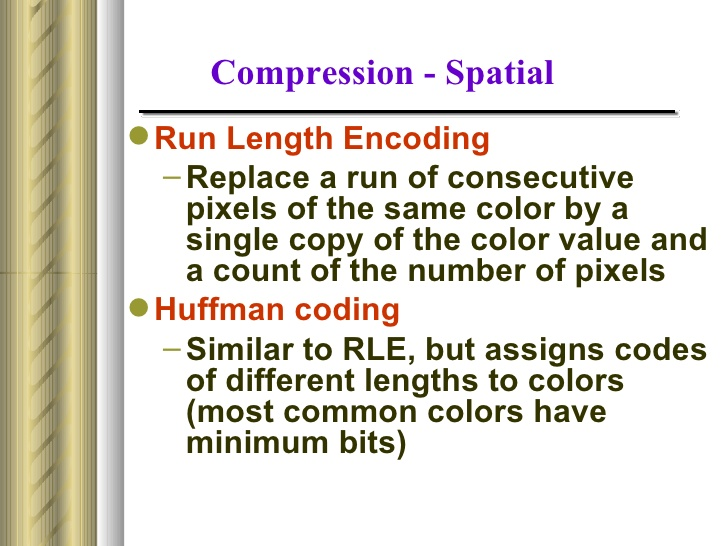 Compression - Spatial
Run Length Encoding
– Replace a run of consecutive
pixels of the same color by a
single copy of the color value and
a count of the number of pixels
Huffman coding
– Similar to RLE, but assigns codes
of different lengths to colors
(most common colors have
minimum bits)